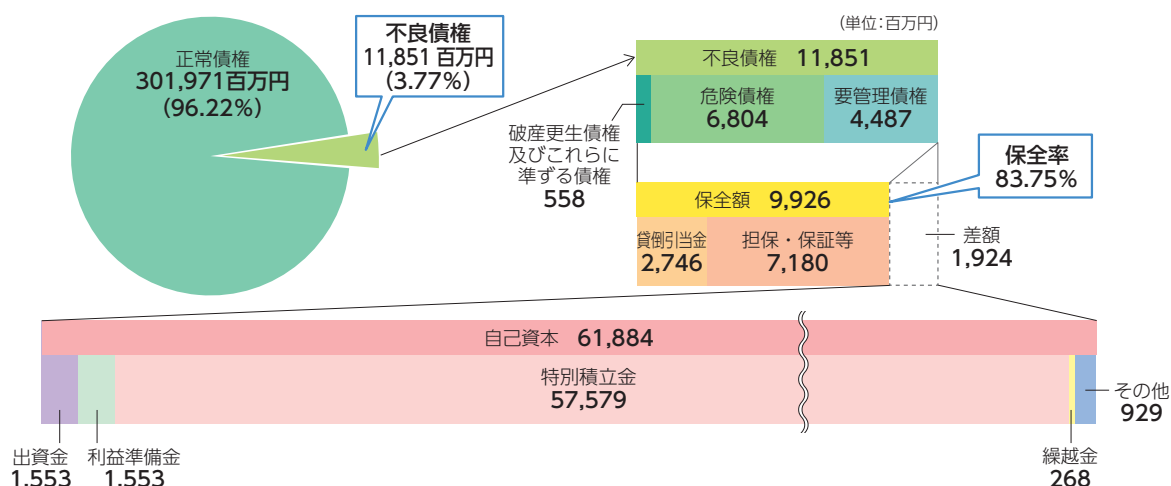 正常債権
301,971百万円
(96.22%)
不良債権
11,851百万円
(3.77%)
(単位:百万円)
不良債権 11,851
危険債権
6,804
要管理債権
4,487
破産更生債権
及びこれらに
準ずる債権
558
保全率
83.75%
保全額 9,926
貸倒引当金
2,746
担保・保証等
7,180
差額
1,924
自己資本 61,884
特別積立金
57,579
その他
929
出資金
1,553
利益準備金
1,553
繰越金
268